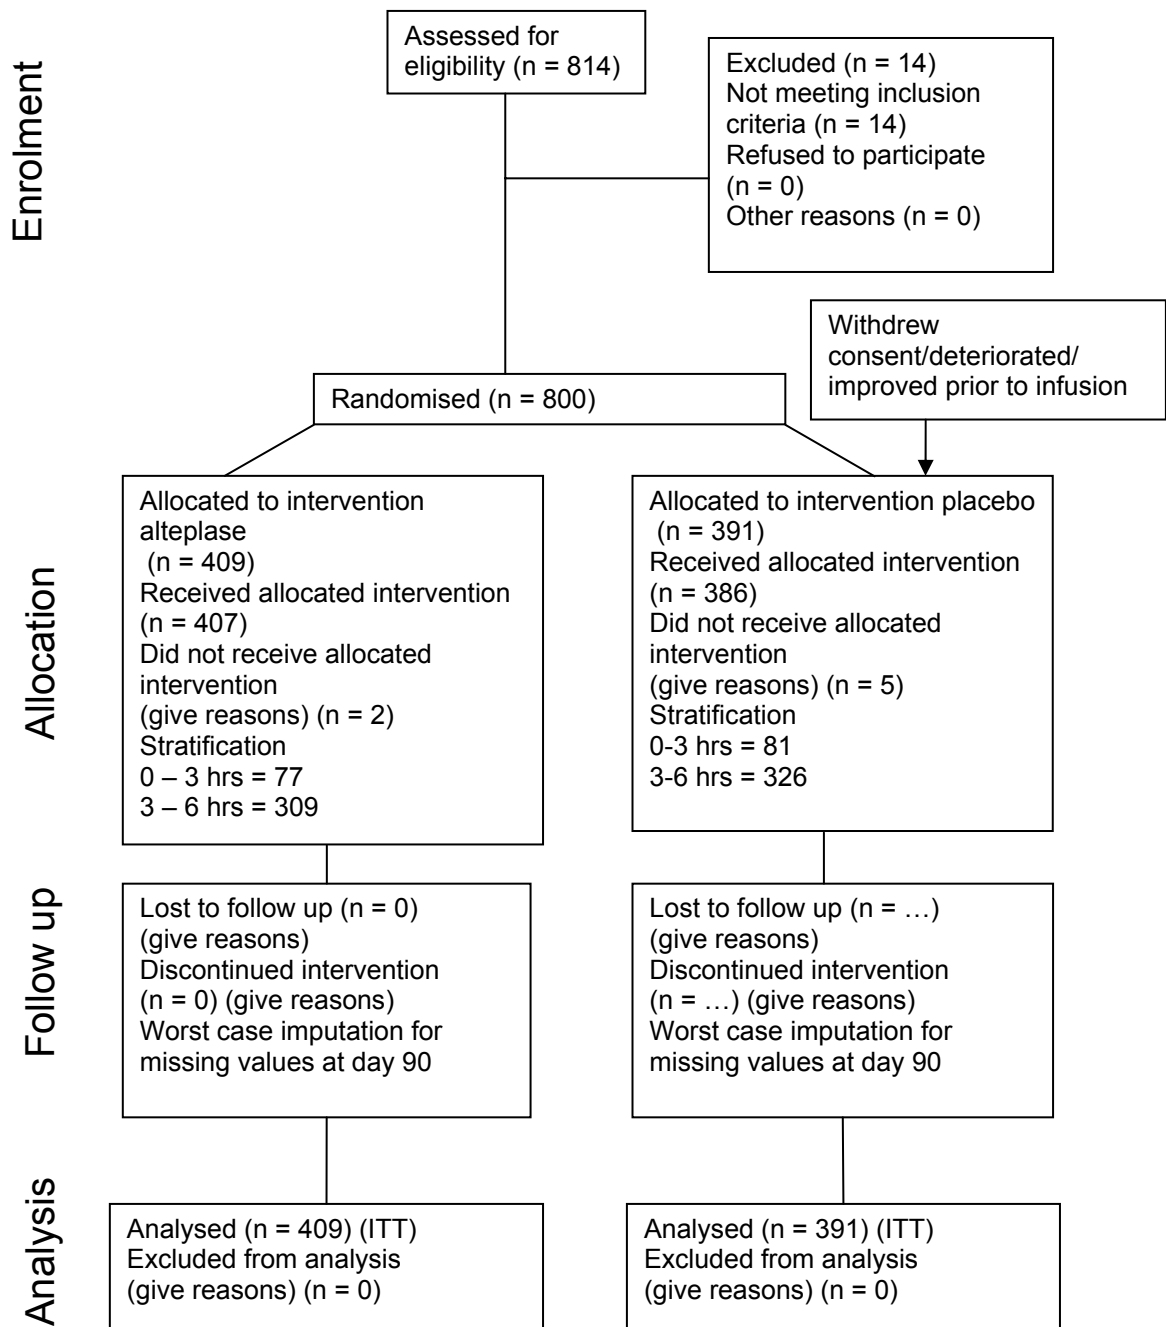 Enrolment
Assessed for
eligibility (n = 814)
Excluded (n = 14)
Not meeting inclusion
criteria (n = 14)
Refused to participate
(n = 0)
Other reasons (n = 0)
Withdrew
consent/deteriorated/
improved prior to infusion
Randomised (n = 800)
Allocation
Allocated to intervention
alteplase
(n = 409)
Received allocated intervention
(n = 407)
Did not receive allocated
intervention
(give reasons) (n = 2)
Stratification
0 – 3 hrs = 77
3 – 6 hrs = 309
Allocated to intervention placebo
(n = 391)
Received allocated intervention
(n = 386)
Did not receive allocated
intervention
(give reasons) (n = 5)
Stratification
0-3 hrs = 81
3-6 hrs = 326
Follow up
Lost to follow up (n = 0)
(give reasons)
Discontinued intervention
(n = 0) (give reasons)
Worst case imputation for
missing values at day 90
Lost to follow up (n = …)
(give reasons)
Discontinued intervention
(n = …) (give reasons)
Worst case imputation for
missing values at day 90
Analysis
Analysed (n = 409) (ITT)
Excluded from analysis
(give reasons) (n = 0)
Analysed (n = 391) (ITT)
Excluded from analysis
(give reasons) (n = 0)